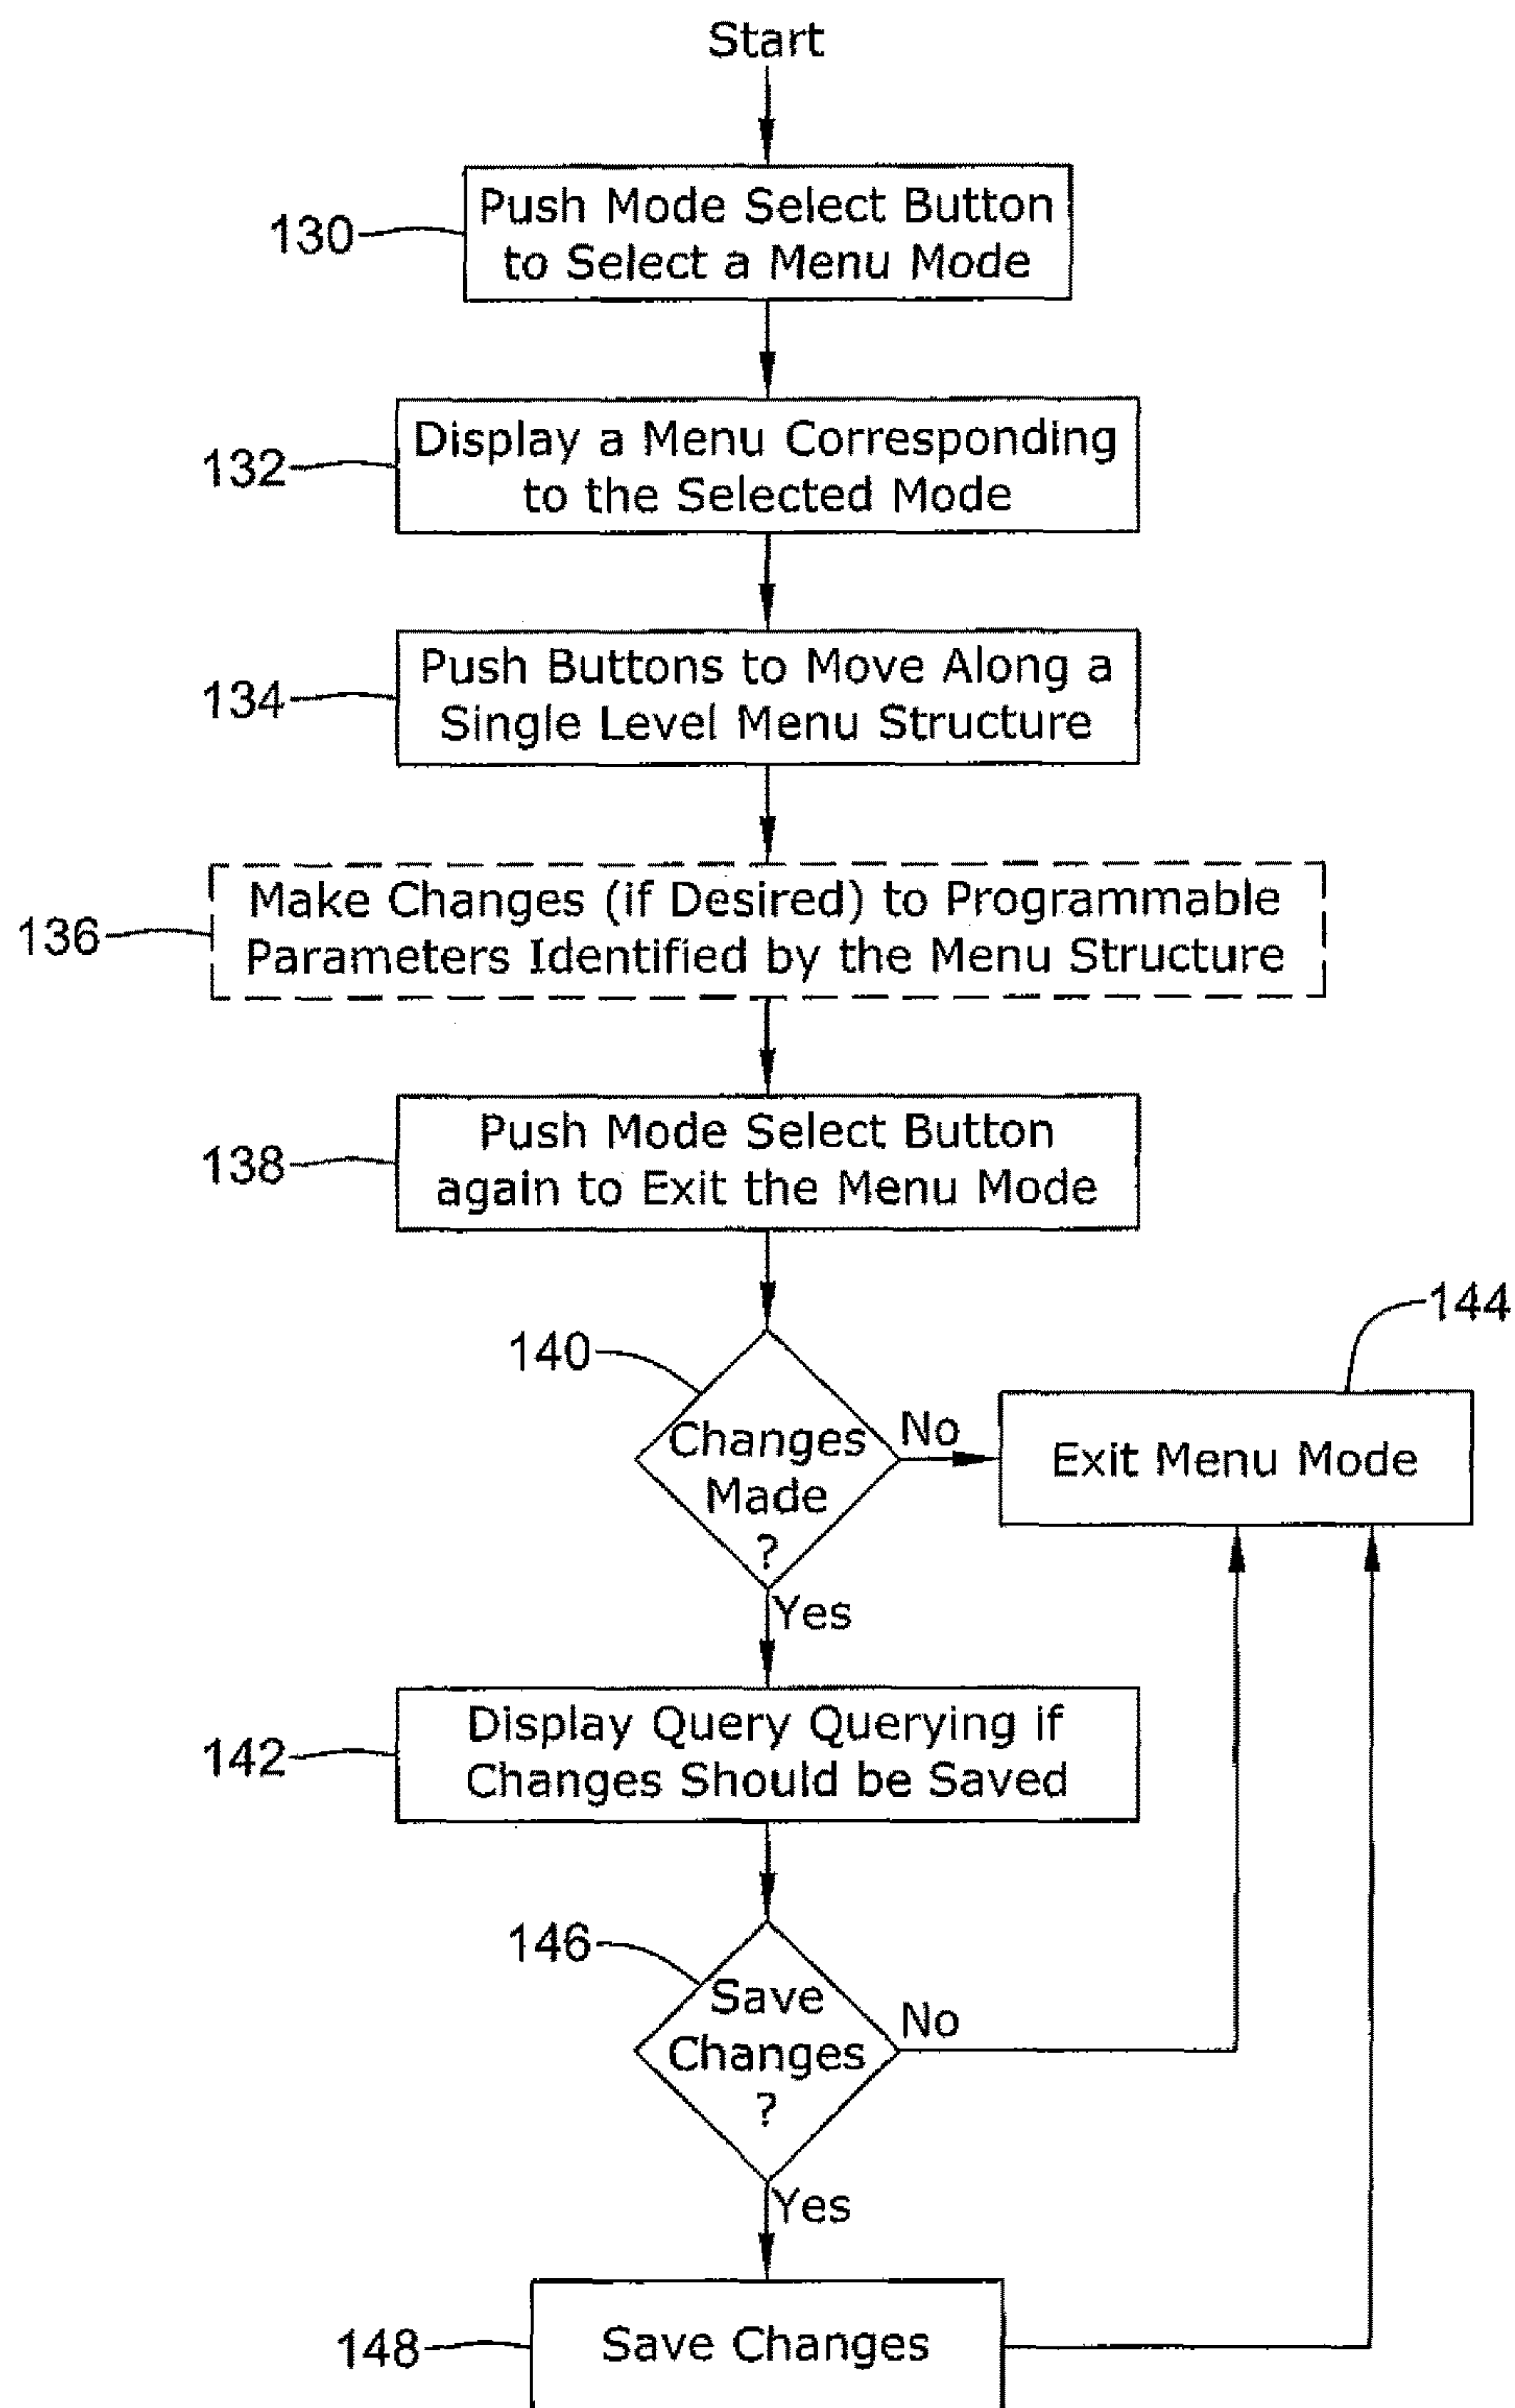 Start
130
Push Mode Select Button
to Select a Menu Mode
132
Display a Menu Corresponding
to the Selected Mode
134
Push Buttons to Move Along a
Single Level Menu Structure
136
Make Changes (if Desired) to Programmable
Parameters Identified by the Menu Structure
138
Push Mode Select Button
again to Exit the Menu Mode
140
Changes
Made
?
No
144
Exit Menu Mode
Yes
142
Display Query Querying if
Changes Should be Saved
146
Save
Changes
?
No
Yes
148
Save Changes